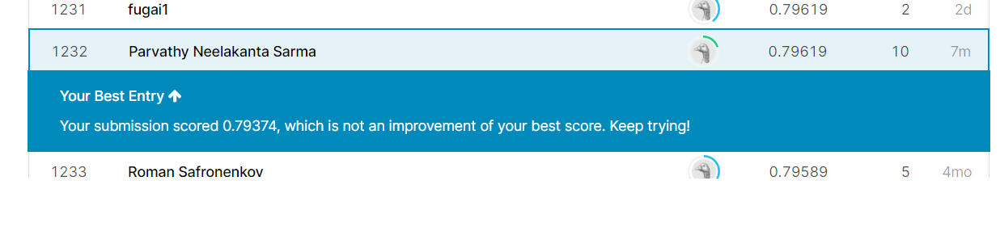 1231 fugai1 0.79619 2 2d
1232 Parvathy Neelakanta Sarma 0.79619 10 7m
Your Best Entry
Your submission scored 0.79374, which is not an improvement of your best score. Keep trying!
1233 Roman Safronenkov 0.79589 5 4mo